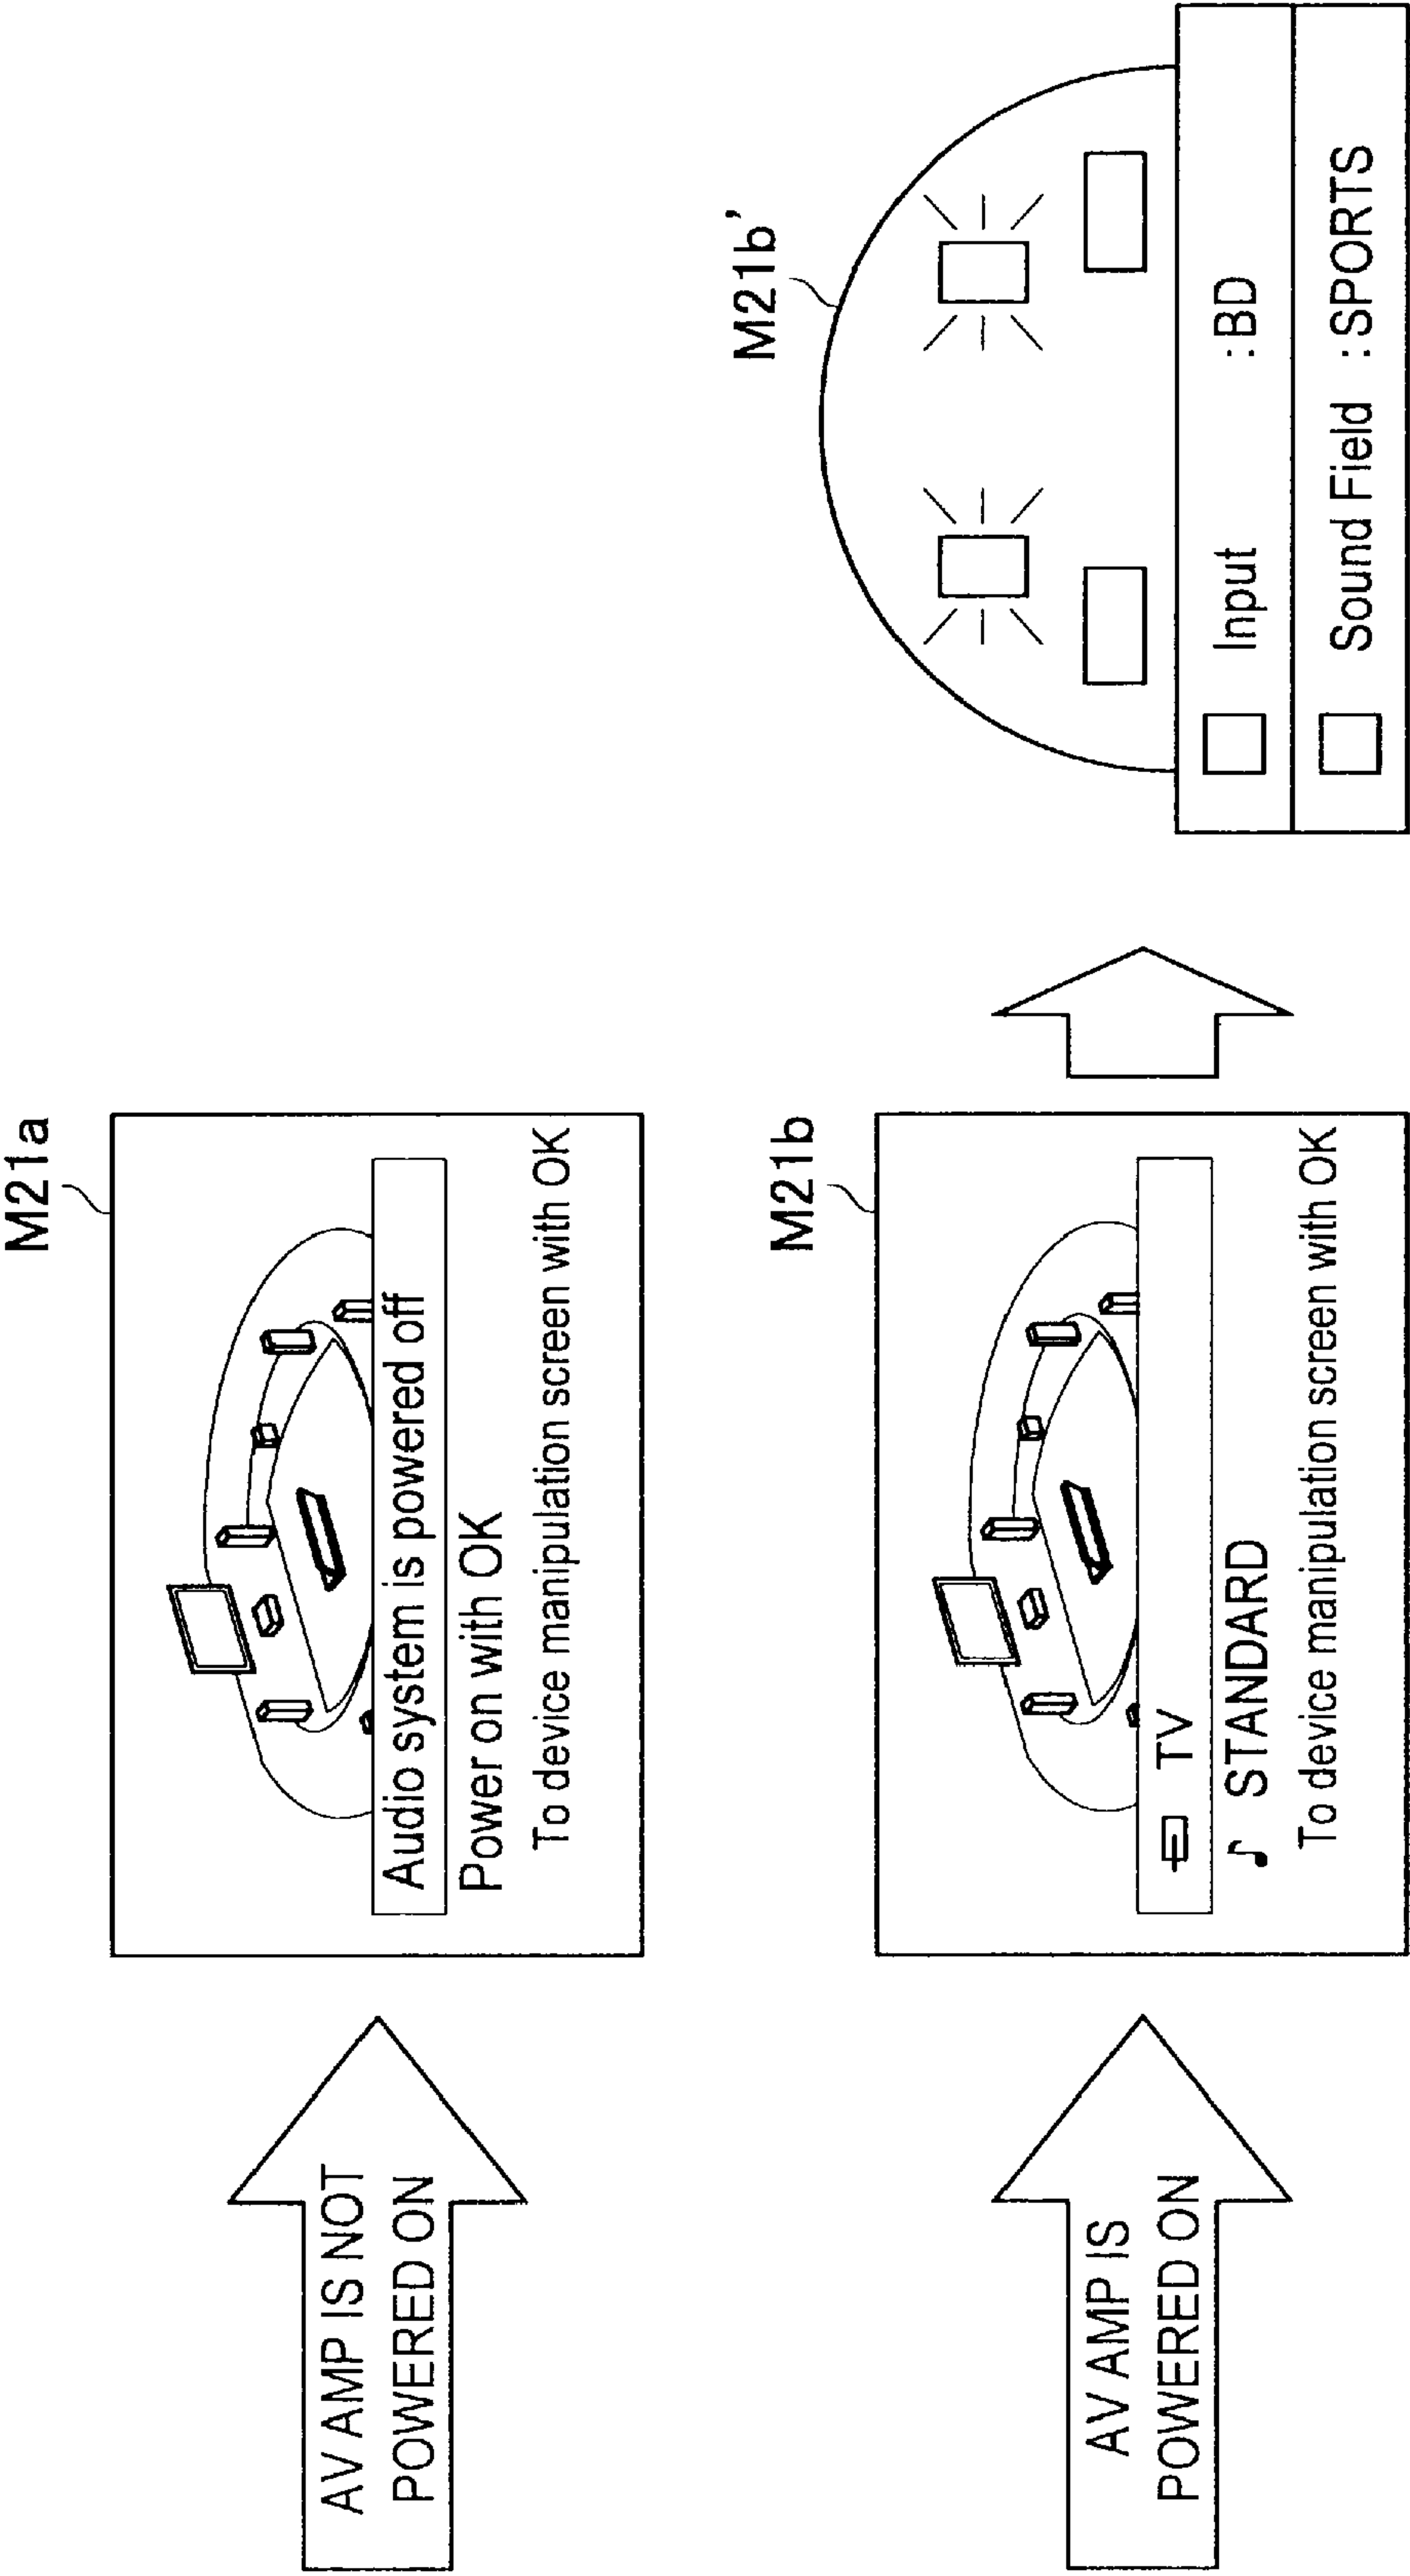 AV AMP IS NOT
POWERED ON
M21a
Audio system is powered off
Power on with OK
To device manipulation screen with OK
AV AMP IS
POWERED ON
M21b
TV
♪ STANDARD
To device manipulation screen with OK
M21b’
Input :BD
Sound Field :SPORTS